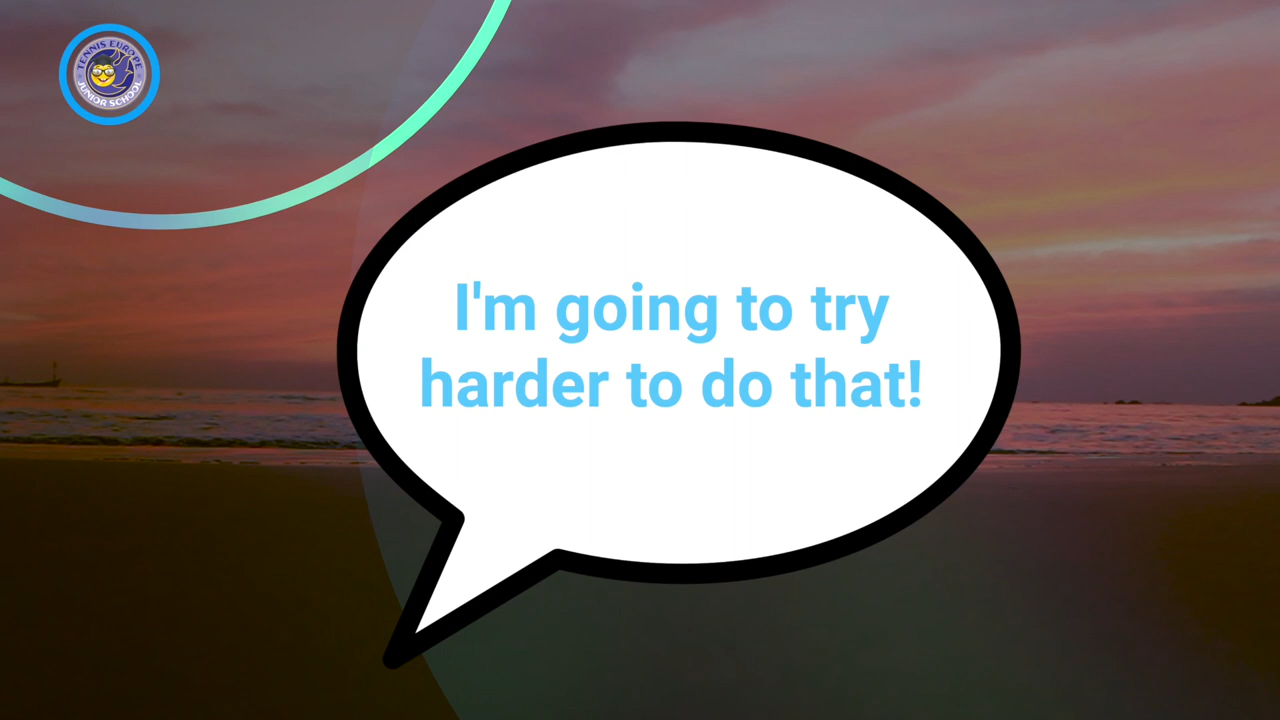 TENNIS EUROPE
JUNIOR SCHOOL
I'm going to try
harder to do that!